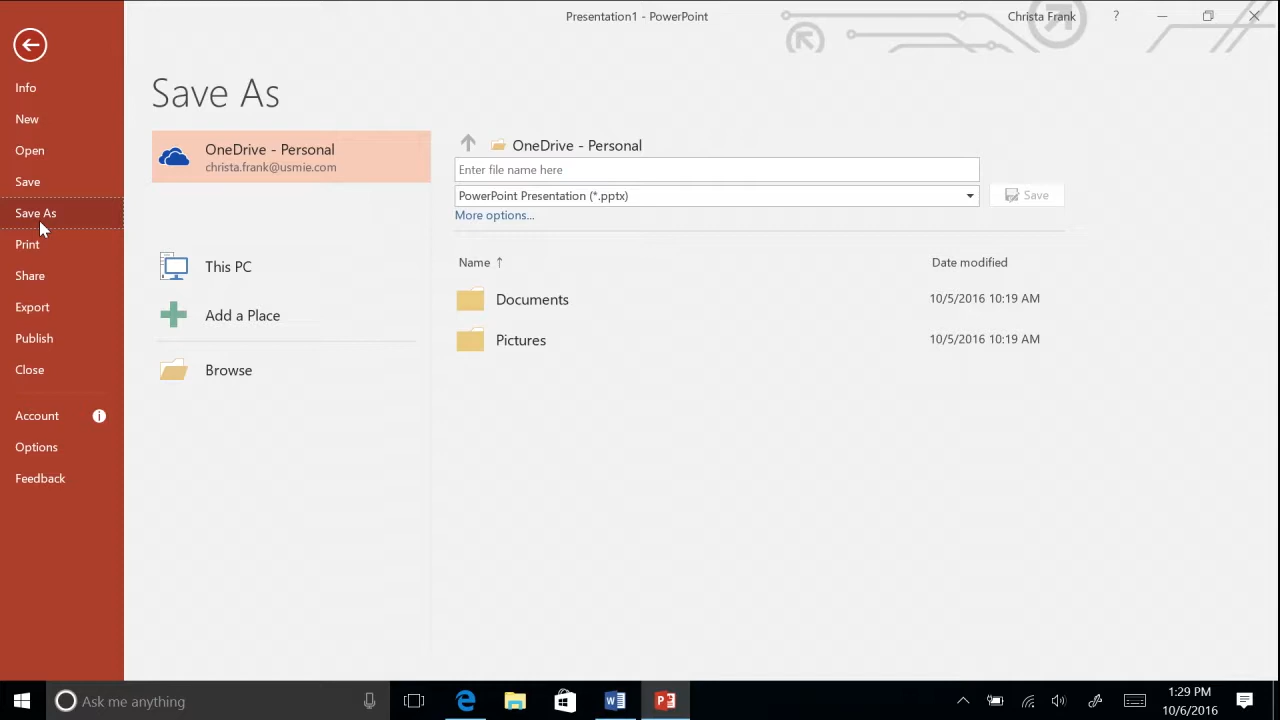 Presentation1 - PowerPoint
Christa Frank
?
Info
New
Open
Save
Save As
Print
Share
Export
Publish
Close
Account
Options
Feedback
Save As
OneDrive - Personal
christa.frank@usmie.com
This PC
Add a Place
Browse
OneDrive - Personal
Enter file name here
PowerPoint Presentation (*.pptx)
Save
More options...
Name ↑
Date modified
Documents
10/5/2016 10:19 AM
Pictures
10/5/2016 10:19 AM
Ask me anything
1:29 PM
10/6/2016